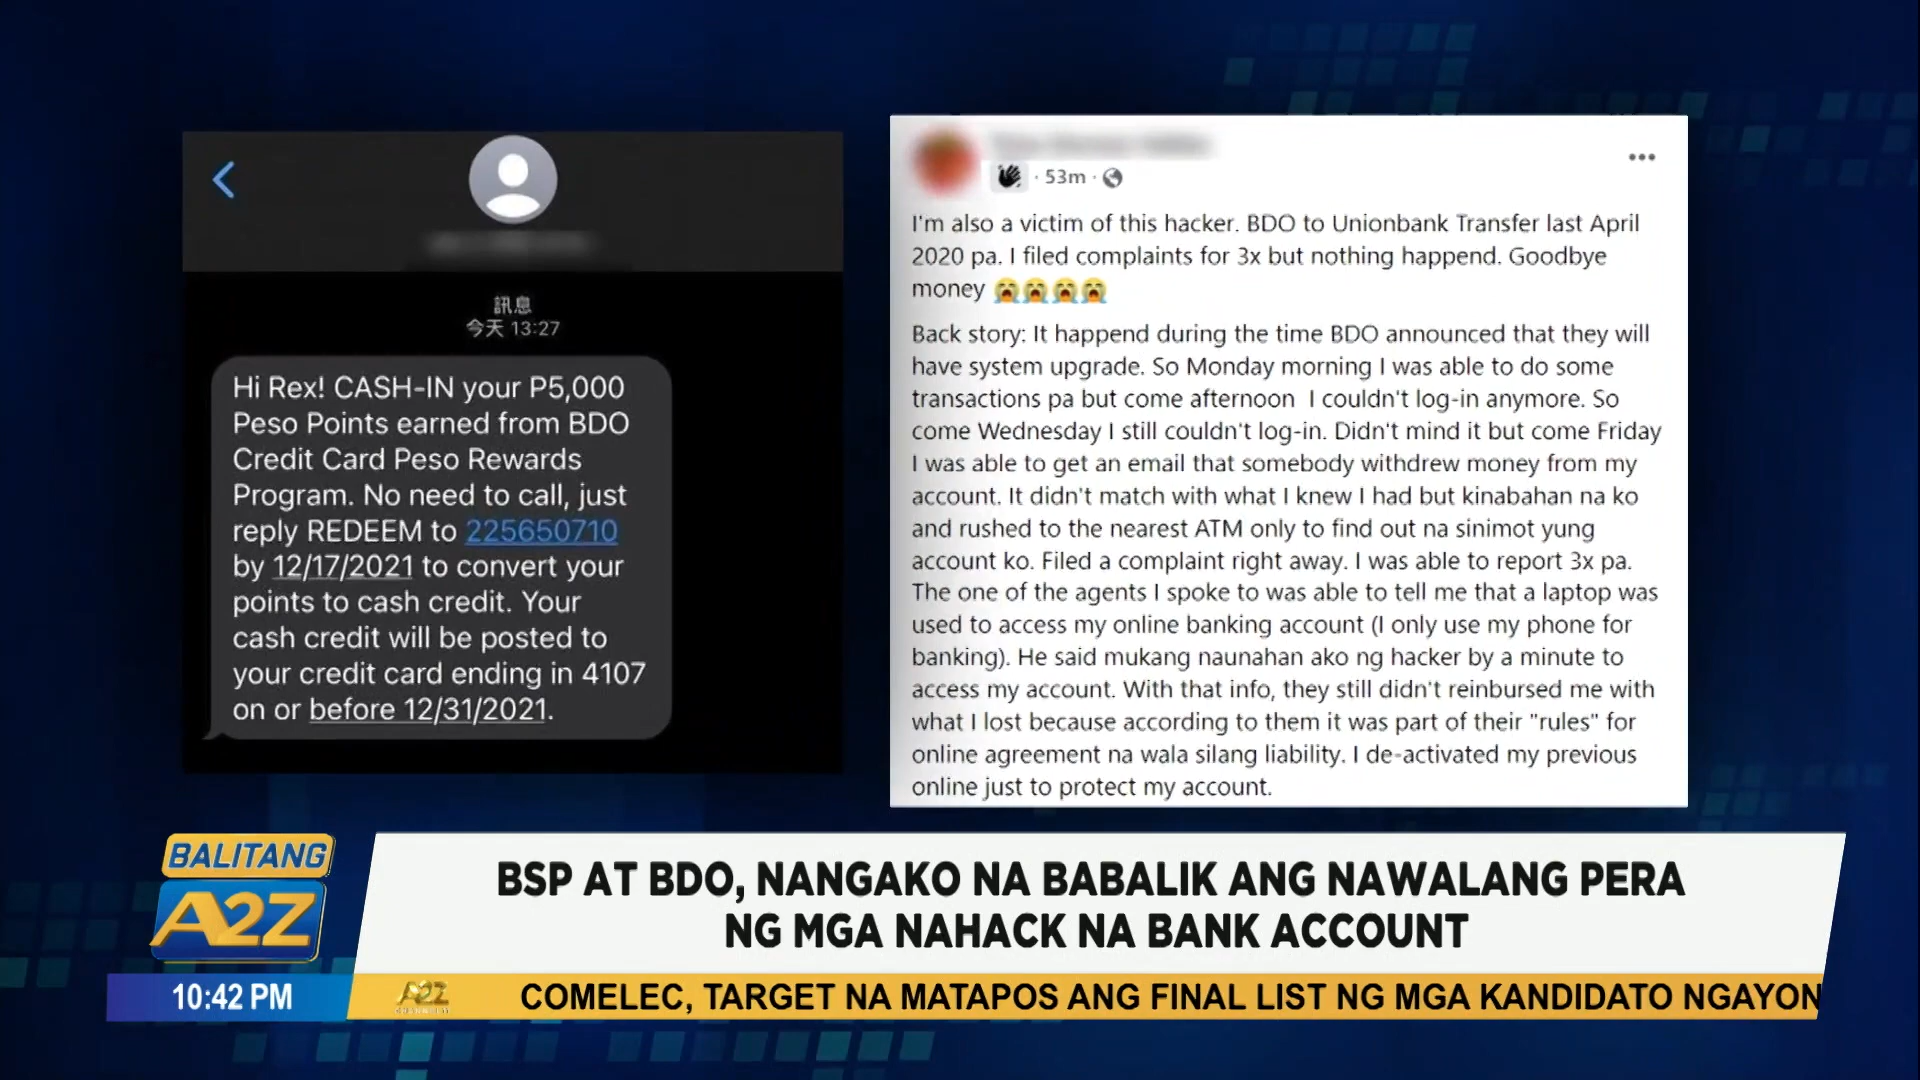 訊息
今天 13:27
Hi Rex! CASH-IN your P5,000
Peso Points earned from BDO
Credit Card Peso Rewards
Program. No need to call, just
reply REDEEM to 225650710
by 12/17/2021 to convert your
points to cash credit. Your
cash credit will be posted to
your credit card ending in 4107
on or before 12/31/2021.
· 53m ·
I'm also a victim of this hacker. BDO to Unionbank Transfer last April
2020 pa. I filed complaints for 3x but nothing happend. Goodbye
money 😭😭😭😭
Back story: It happend during the time BDO announced that they will
have system upgrade. So Monday morning I was able to do some
transactions pa but come afternoon I couldn't log-in anymore. So
come Wednesday I still couldn't log-in. Didn't mind it but come Friday
I was able to get an email that somebody withdrew money from my
account. It didn't match with what I knew I had but kinabahan na ko
and rushed to the nearest ATM only to find out na sinimot yung
account ko. Filed a complaint right away. I was able to report 3x pa.
The one of the agents I spoke to was able to tell me that a laptop was
used to access my online banking account (I only use my phone for
banking). He said mukang naunahan ako ng hacker by a minute to
access my account. With that info, they still didn't reinbursed me with
what I lost because according to them it was part of their "rules" for
online agreement na wala silang liability. I de-activated my previous
online just to protect my account.
BALITANG
A2Z
BSP AT BDO, NANGAKO NA BABALIK ANG NAWALANG PERA
NG MGA NAHACK NA BANK ACCOUNT
10:42 PM
A2Z
COMELEC, TARGET NA MATAPOS ANG FINAL LIST NG MGA KANDIDATO NGAYON